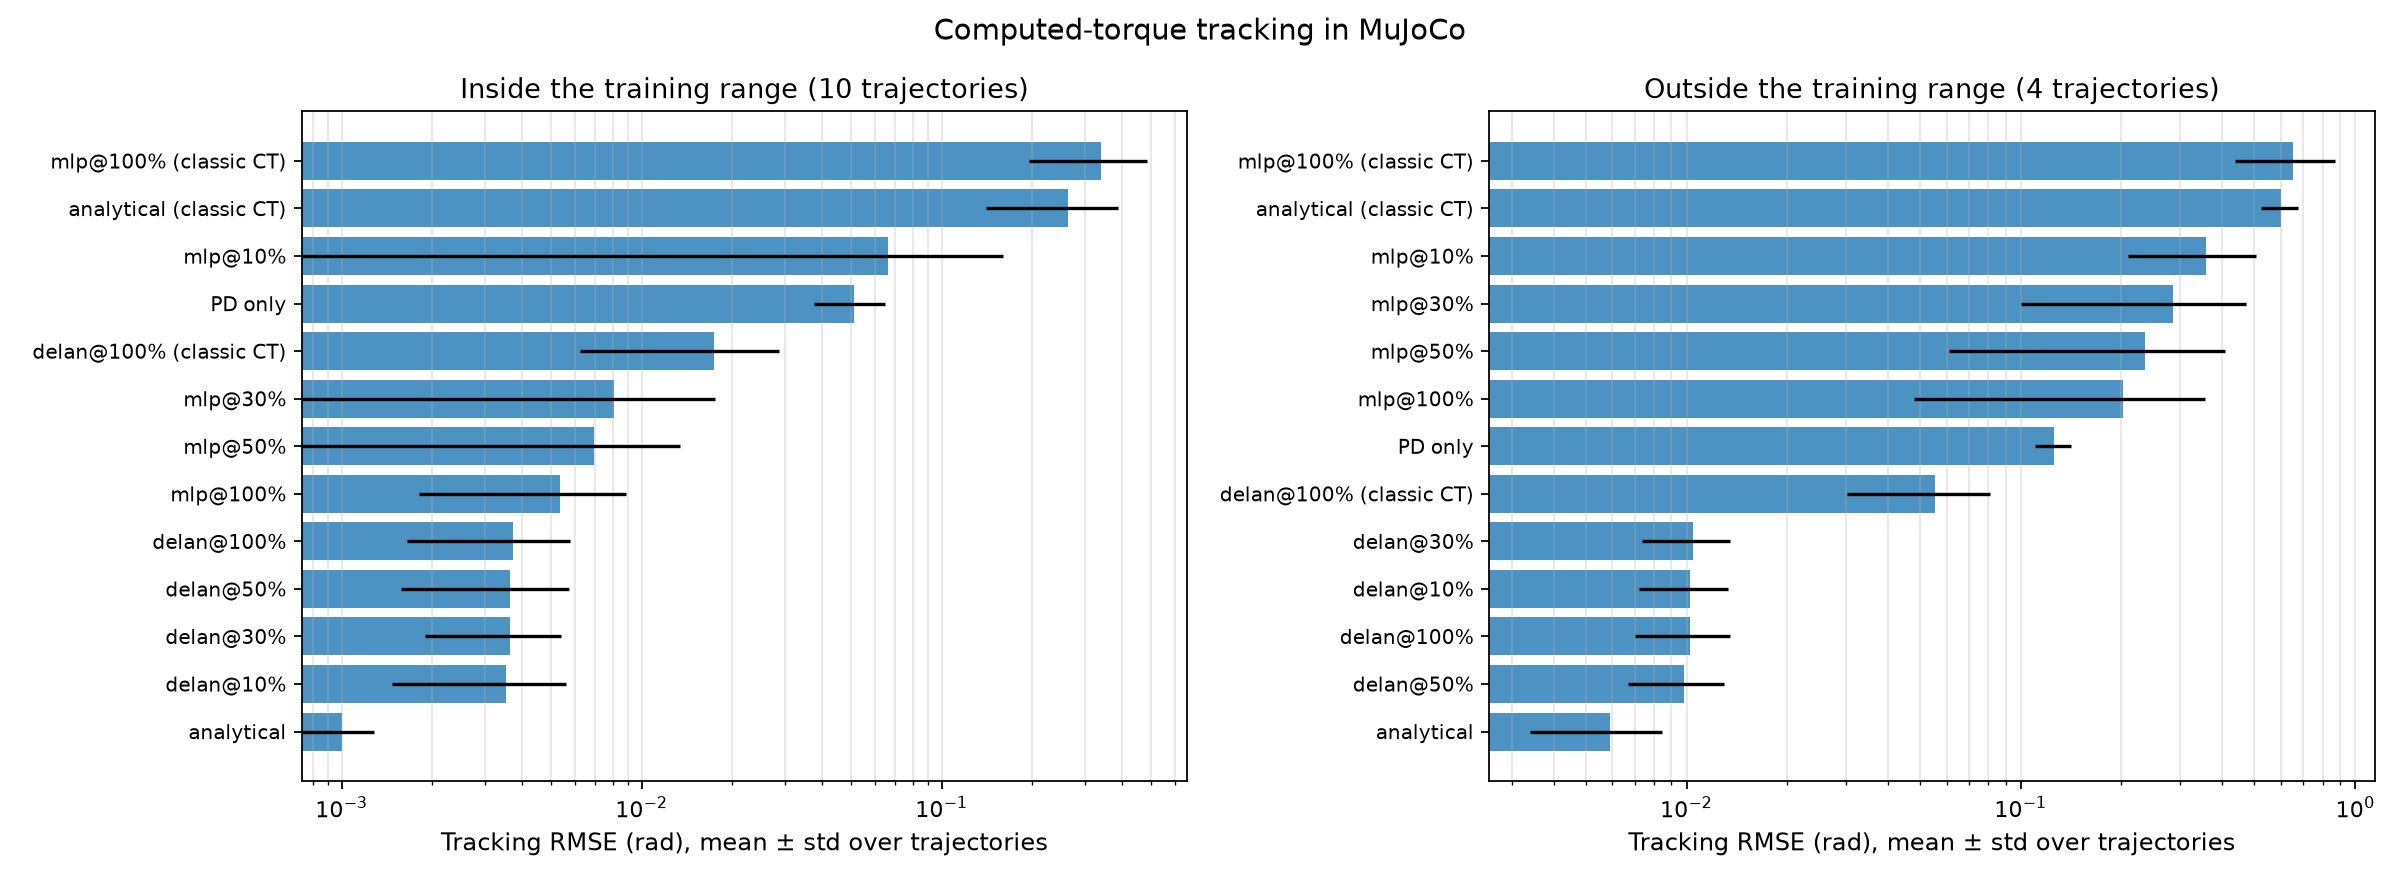 Computed-torque tracking in MuJoCo
Inside the training range (10 trajectories)
mlp@100% (classic CT)
analytical (classic CT)
mlp@10%
PD only
delan@100% (classic CT)
mlp@30%
mlp@50%
mlp@100%
delan@100%
delan@50%
delan@30%
delan@10%
analytical
10⁻³ 10⁻² 10⁻¹
Tracking RMSE (rad), mean ± std over trajectories
Outside the training range (4 trajectories)
mlp@100% (classic CT)
analytical (classic CT)
mlp@10%
mlp@30%
mlp@50%
mlp@100%
PD only
delan@100% (classic CT)
delan@30%
delan@10%
delan@100%
delan@50%
analytical
10⁻² 10⁻¹ 10⁰
Tracking RMSE (rad), mean ± std over trajectories